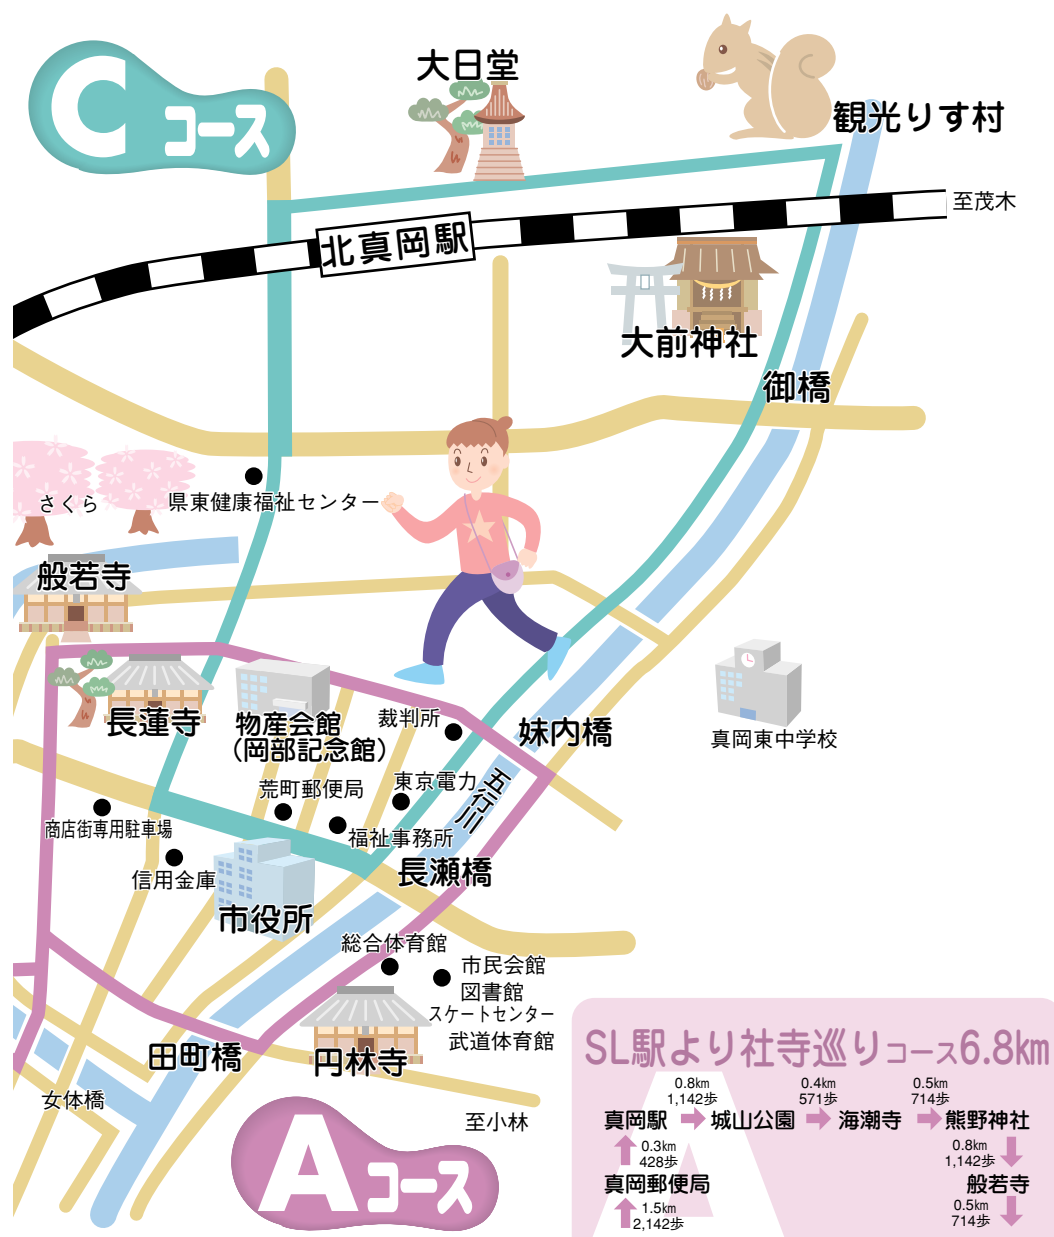 Cコース
大日堂
観光りす村
至茂木
北真岡駅
大前神社
御橋
さくら
県東健康福祉センター
般若寺
長蓮寺
物産会館
（岡部記念館）
裁判所
妹内橋
真岡東中学校
荒町郵便局
東京電力
五行川
商店街専用駐車場
福祉事務所
信用金庫
長瀬橋
市役所
総合体育館
市民会館
図書館
スケートセンター
武道体育館
田町橋
円林寺
女体橋
至小林
Aコース
SL駅より社寺巡りコース6.8km
A
0.8km
1,142歩
0.4km
571歩
0.5km
714歩
真岡駅
城山公園
海潮寺
熊野神社
0.3km
428歩
0.8km
1,142歩
真岡郵便局
般若寺
1.5km
2,142歩
0.5km
714歩